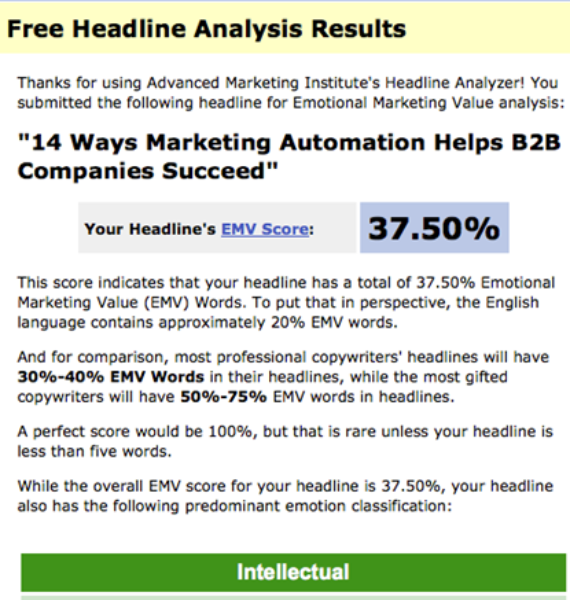 Free Headline Analysis Results
Thanks for using Advanced Marketing Institute's Headline Analyzer! You
submitted the following headline for Emotional Marketing Value analysis:
"14 Ways Marketing Automation Helps B2B
Companies Succeed"
Your Headline's EMV Score: 37.50%
This score indicates that your headline has a total of 37.50% Emotional
Marketing Value (EMV) Words. To put that in perspective, the English
language contains approximately 20% EMV words.
And for comparison, most professional copywriters' headlines will have
30%-40% EMV Words in their headlines, while the most gifted
copywriters will have 50%-75% EMV words in headlines.
A perfect score would be 100%, but that is rare unless your headline is
less than five words.
While the overall EMV score for your headline is 37.50%, your headline
also has the following predominant emotion classification:
Intellectual